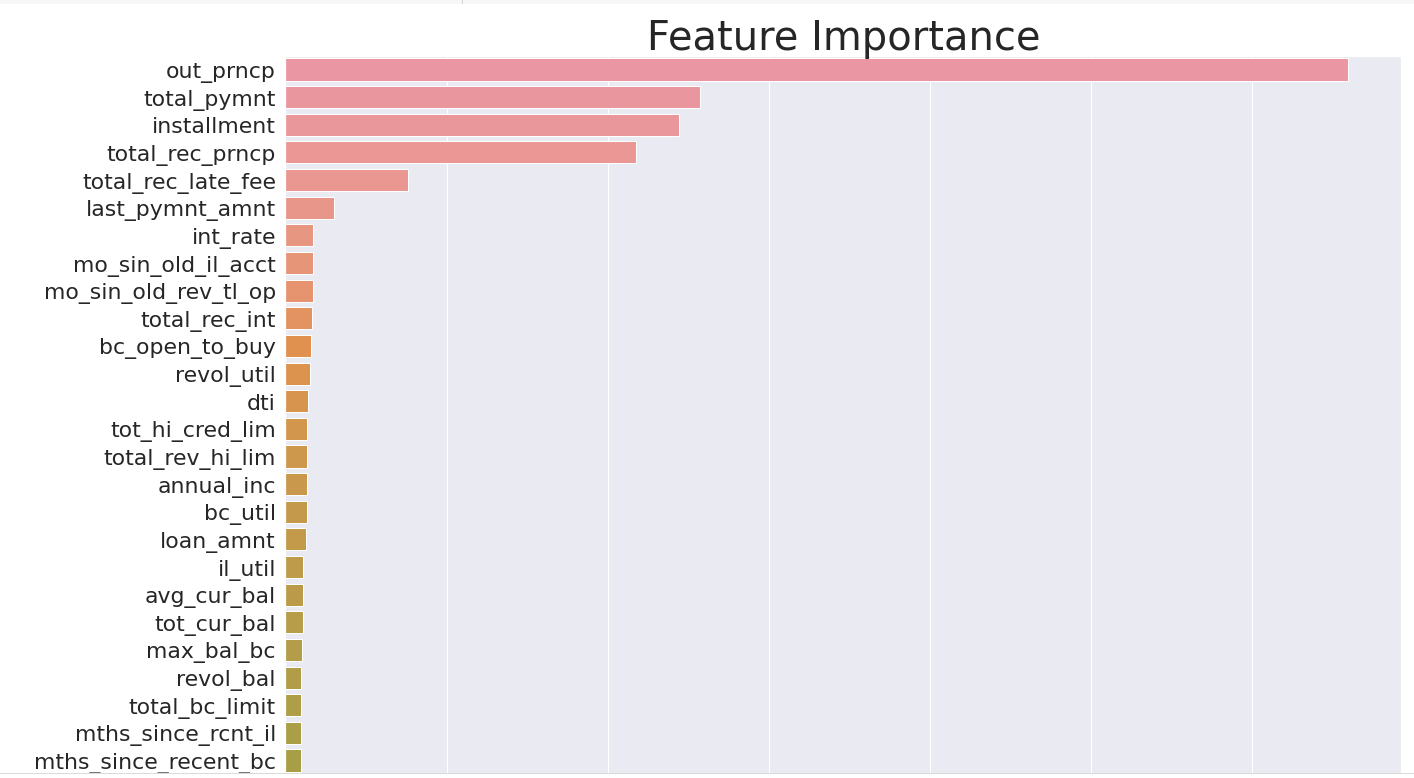 Feature Importance
out_prncp
total_pymnt
installment
total_rec_prncp
total_rec_late_fee
last_pymnt_amnt
int_rate
mo_sin_old_il_acct
mo_sin_old_rev_tl_op
total_rec_int
bc_open_to_buy
revol_util
dti
tot_hi_cred_lim
total_rev_hi_lim
annual_inc
bc_util
loan_amnt
il_util
avg_cur_bal
tot_cur_bal
max_bal_bc
revol_bal
total_bc_limit
mths_since_rcnt_il
mths_since_recent_bc